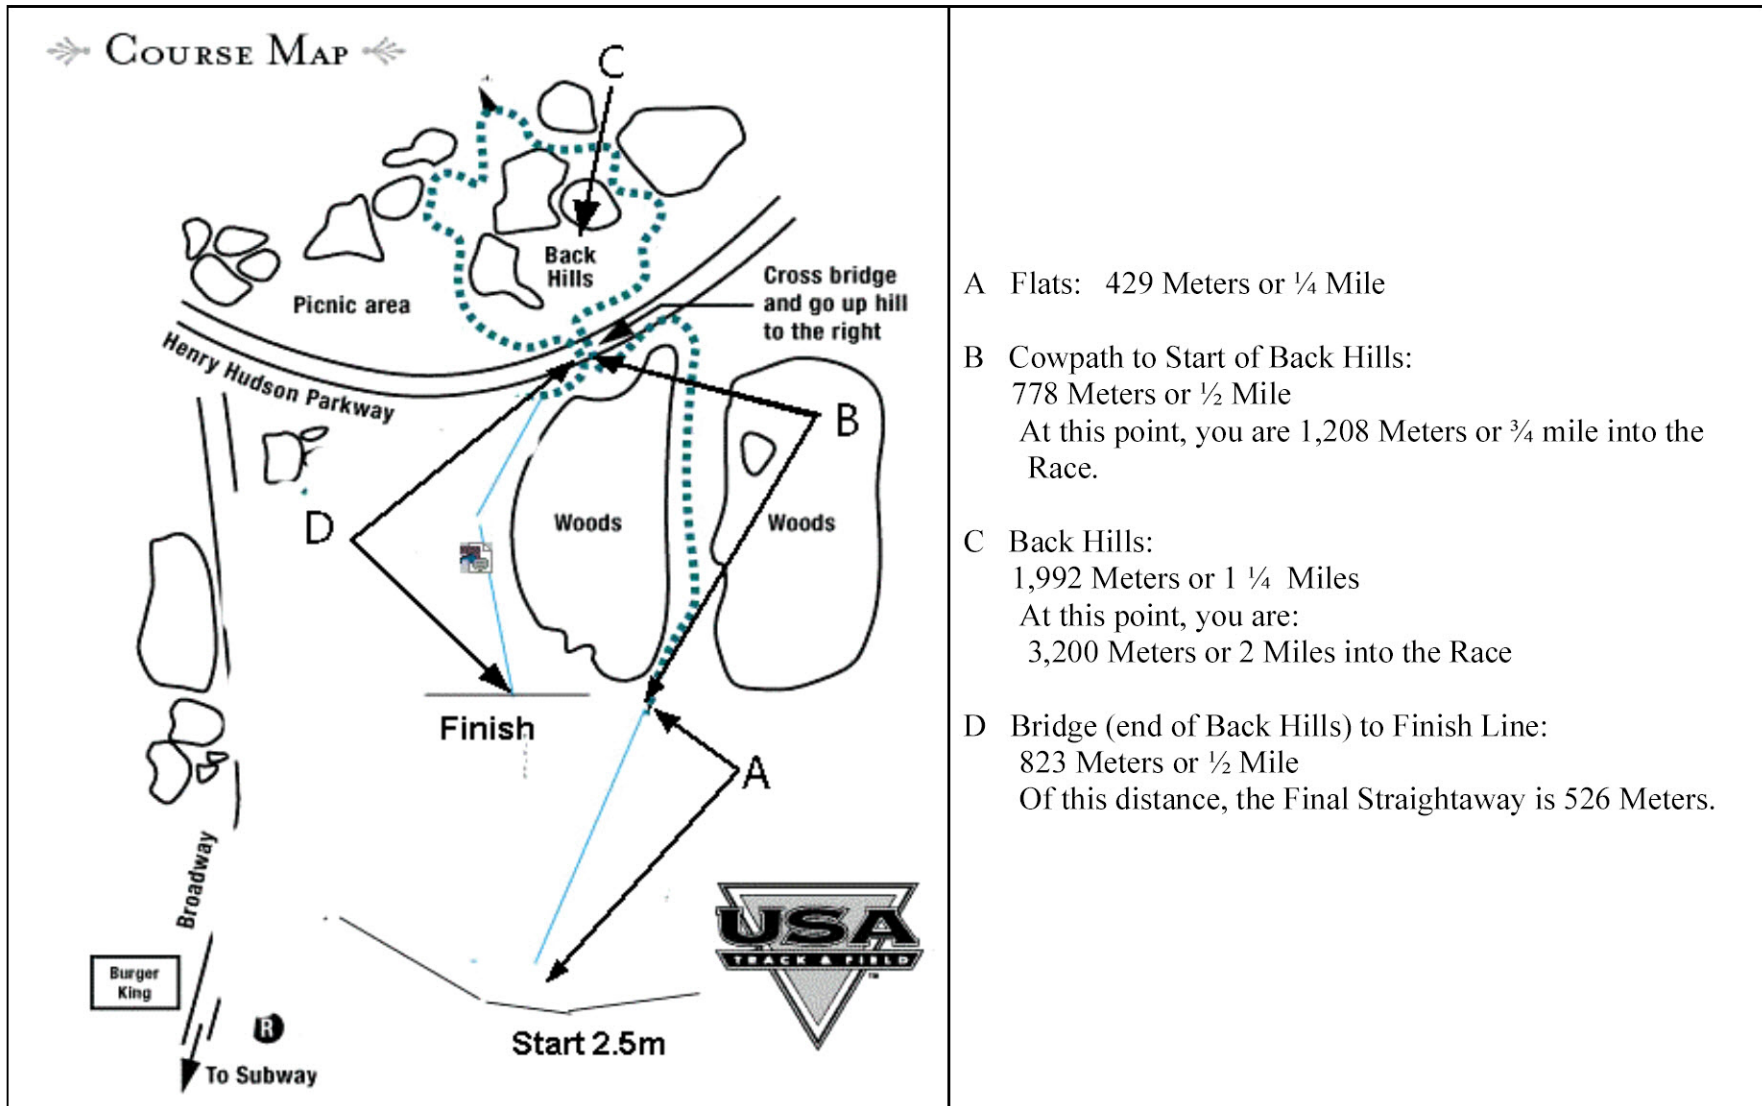 COURSE MAP
C
Back
Hills
Cross bridge
and go up hill
to the right
Picnic area
Henry Hudson Parkway
B
D
Woods
Woods
Finish
A
Broadway
USA
TRACK & FIELD
TM
Burger
King
R
Start 2.5m
To Subway
A Flats: 429 Meters or ¼ Mile
B Cowpath to Start of Back Hills:
778 Meters or ½ Mile
At this point, you are 1,208 Meters or ¾ mile into the
Race.
C Back Hills:
1,992 Meters or 1 ¼ Miles
At this point, you are:
3,200 Meters or 2 Miles into the Race
D Bridge (end of Back Hills) to Finish Line:
823 Meters or ½ Mile
Of this distance, the Final Straightaway is 526 Meters.